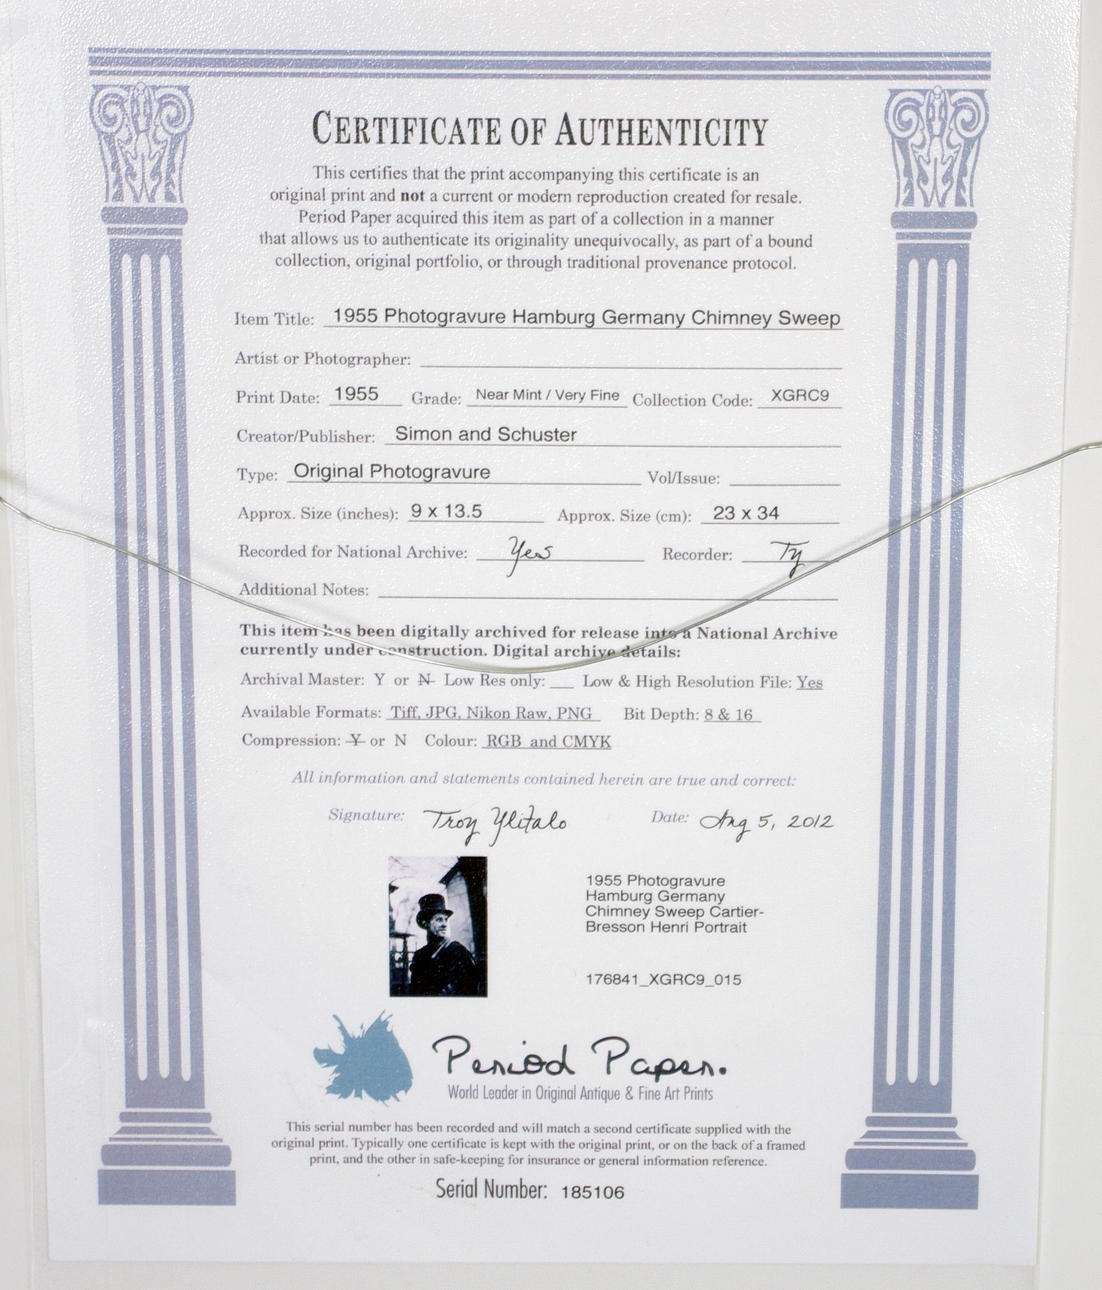 CERTIFICATE OF AUTHENTICITY
This certifies that the print accompanying this certificate is an
original print and not a current or modern reproduction created for resale.
Period Paper acquired this item as part of a collection in a manner
that allows us to authenticate its originality unequivocally, as part of a bound
collection, original portfolio, or through traditional provenance protocol.
Item Title: 1955 Photogravure Hamburg Germany Chimney Sweep
Artist or Photographer:
Print Date: 1955 Grade: Near Mint / Very Fine Collection Code: XGRC9
Creator/Publisher: Simon and Schuster
Type: Original Photogravure Vol/Issue:
Approx. Size (inches): 9 x 13.5 Approx. Size (cm): 23 x 34
Recorded for National Archive: Yes Recorder: Ty
Additional Notes:
This item has been digitally archived for release into a National Archive
currently under construction. Digital archive details:
Archival Master: Y or N Low Res only: __ Low & High Resolution File: Yes
Available Formats: Tiff, JPG, Nikon Raw, PNG Bit Depth: 8 & 16
Compression: Y or N Colour: RGB and CMYK
All information and statements contained herein are true and correct:
Signature: Troy Ylitalo Date: Aug 5, 2012
1955 Photogravure
Hamburg Germany
Chimney Sweep Cartier-
Bresson Henri Portrait
176841_XGRC9_015
Period Paper.
World Leader in Original Antique & Fine Art Prints
This serial number has been recorded and will match a second certificate supplied with the
original print. Typically one certificate is kept with the original print, or on the back of a framed
print, and the other in safe-keeping for insurance or general information reference.
Serial Number: 185106